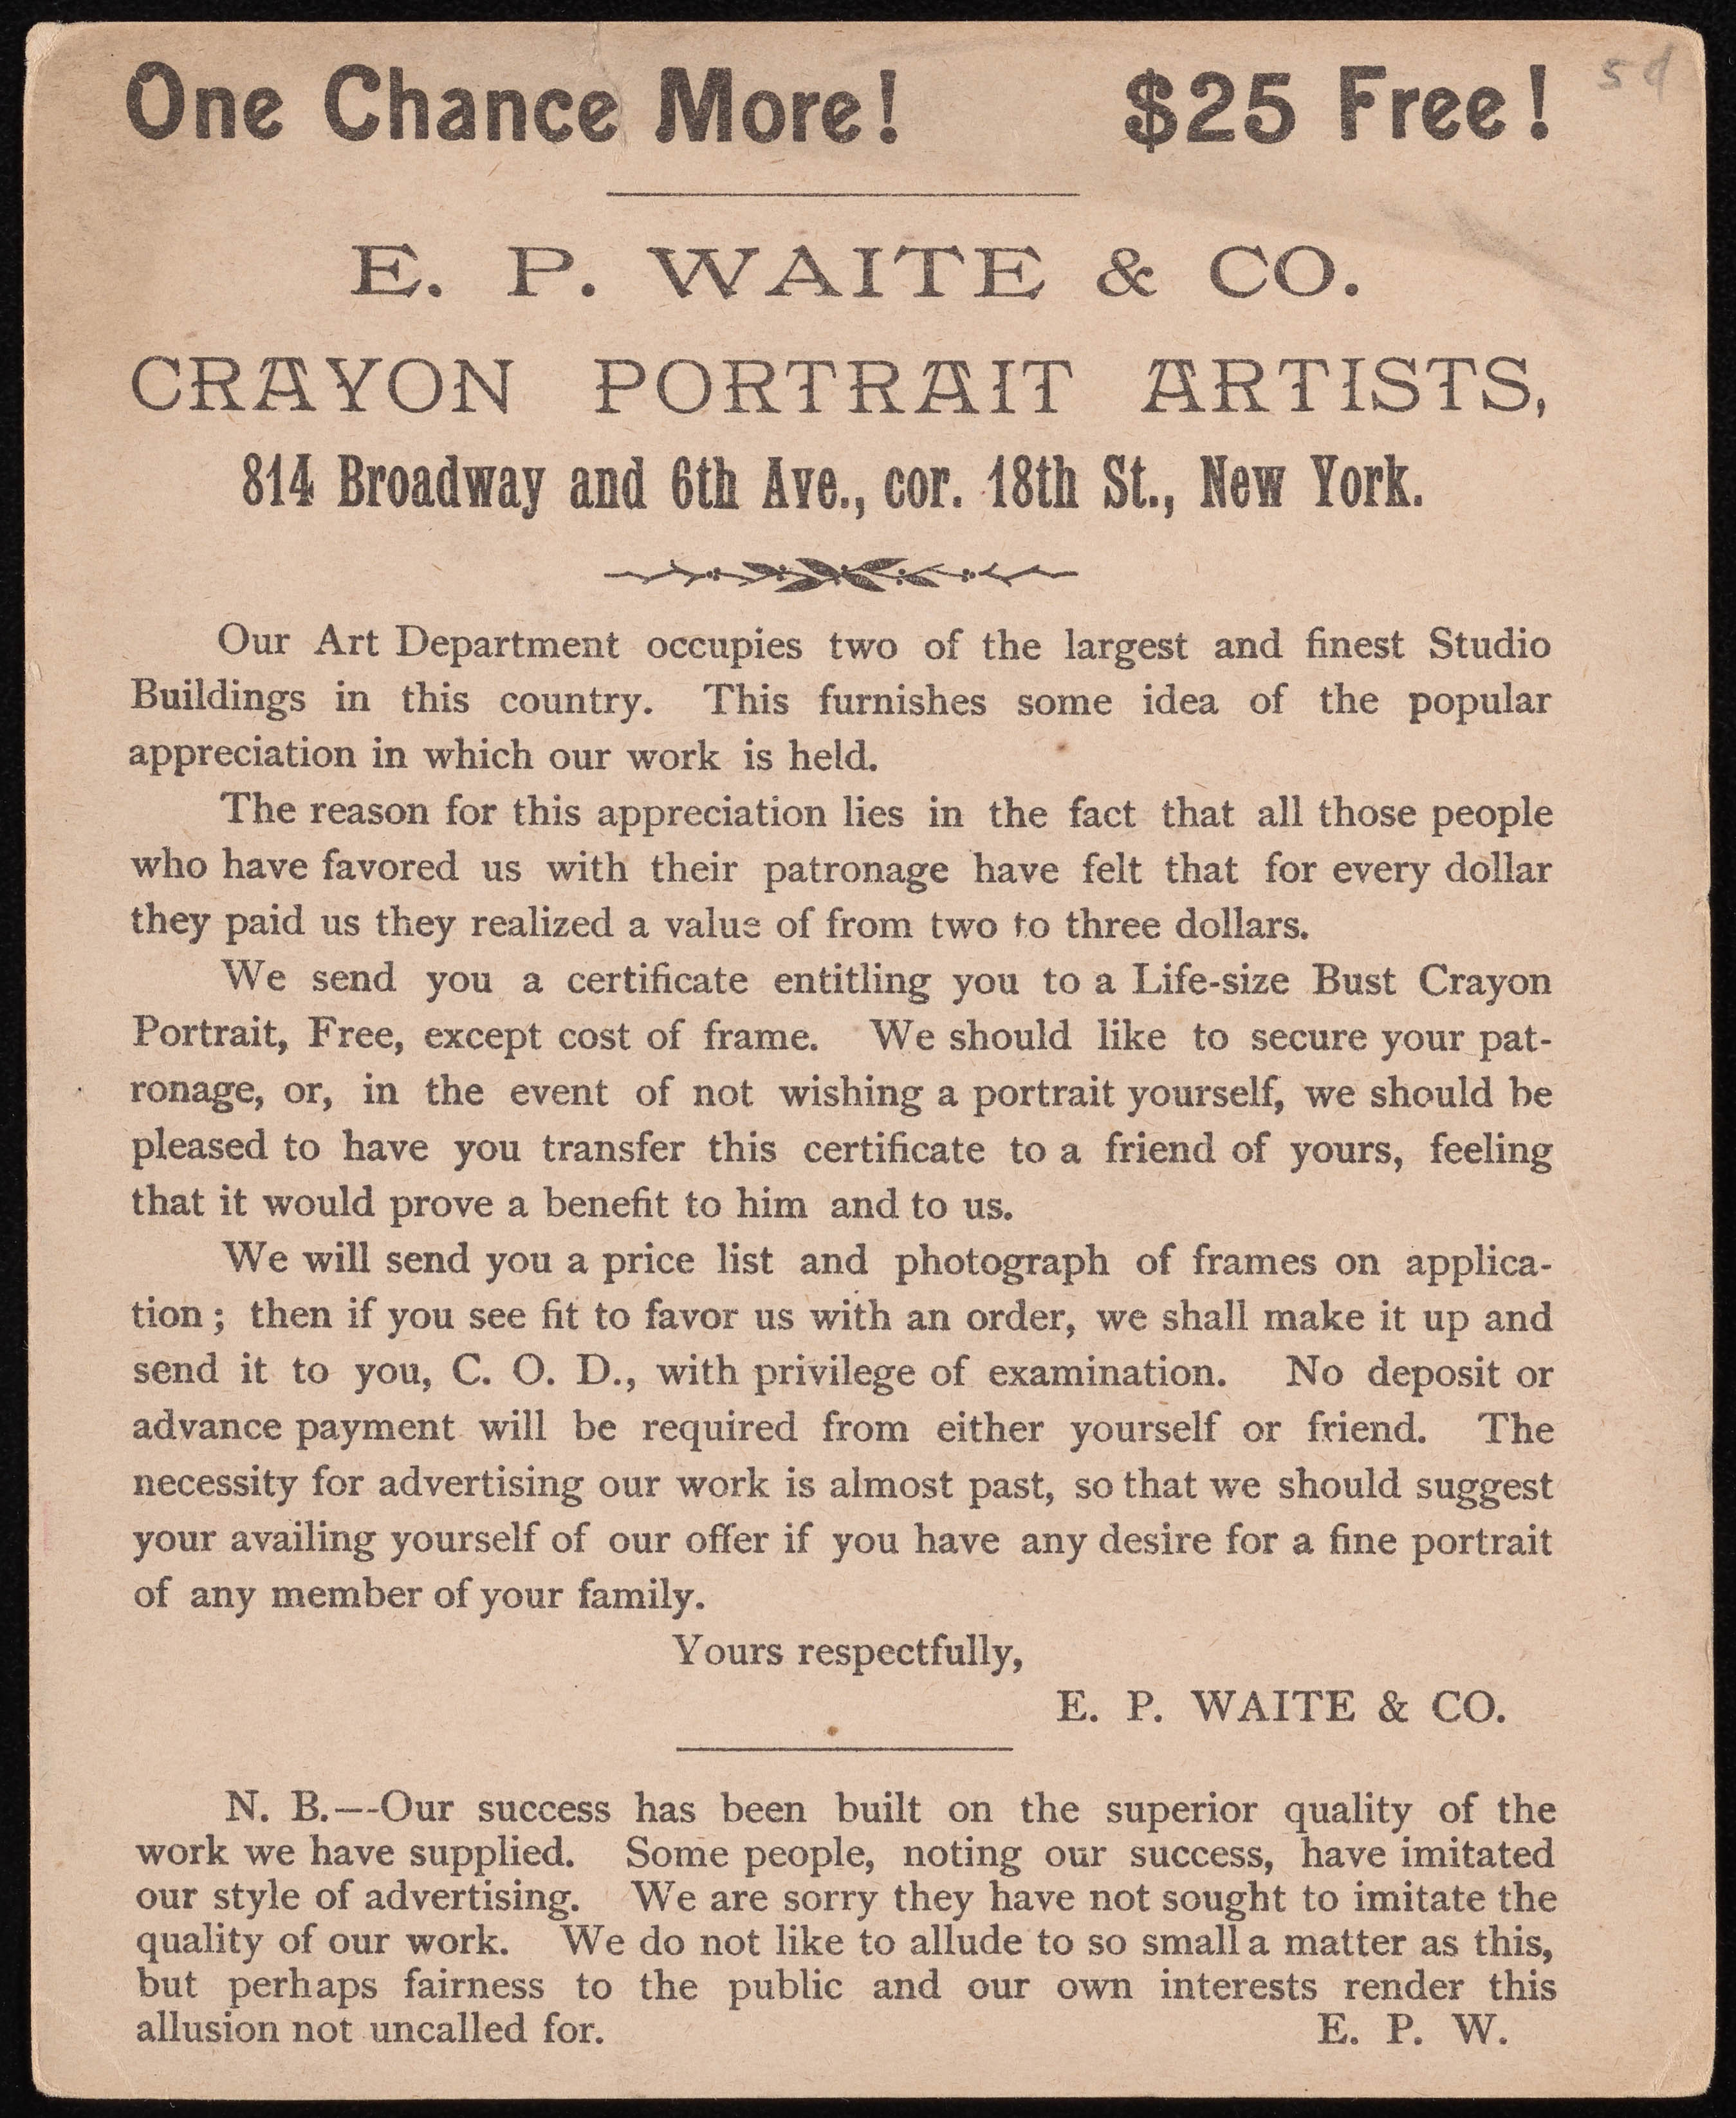 One Chance More! $25 Free!
E. P. WAITE & CO.
CRAYON PORTRAIT ARTISTS,
814 Broadway and 6th Ave., cor. 18th St., New York.
Our Art Department occupies two of the largest and finest Studio
Buildings in this country. This furnishes some idea of the popular
appreciation in which our work is held.
The reason for this appreciation lies in the fact that all those people
who have favored us with their patronage have felt that for every dollar
they paid us they realized a value of from two to three dollars.
We send you a certificate entitling you to a Life-size Bust Crayon
Portrait, Free, except cost of frame. We should like to secure your pat-
ronage, or, in the event of not wishing a portrait yourself, we should be
pleased to have you transfer this certificate to a friend of yours, feeling
that it would prove a benefit to him and to us.
We will send you a price list and photograph of frames on applica-
tion ; then if you see fit to favor us with an order, we shall make it up and
send it to you, C. O. D., with privilege of examination. No deposit or
advance payment will be required from either yourself or friend. The
necessity for advertising our work is almost past, so that we should suggest
your availing yourself of our offer if you have any desire for a fine portrait
of any member of your family.
Yours respectfully,
E. P. WAITE & CO.
N. B.—-Our success has been built on the superior quality of the
work we have supplied. Some people, noting our success, have imitated
our style of advertising. We are sorry they have not sought to imitate the
quality of our work. We do not like to allude to so small a matter as this,
but perhaps fairness to the public and our own interests render this
allusion not uncalled for. E. P. W.